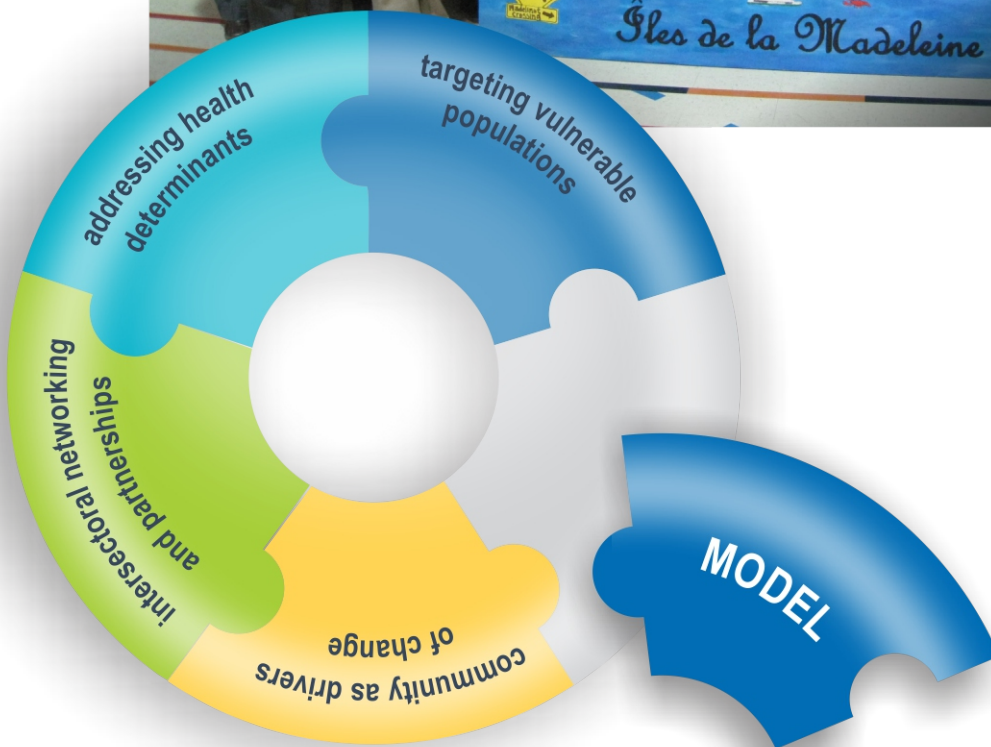 Îles de la Madeleine
addressing health
determinants
targeting vulnerable
populations
intersectoral networking
and partnerships
community as drivers
of change
MODEL